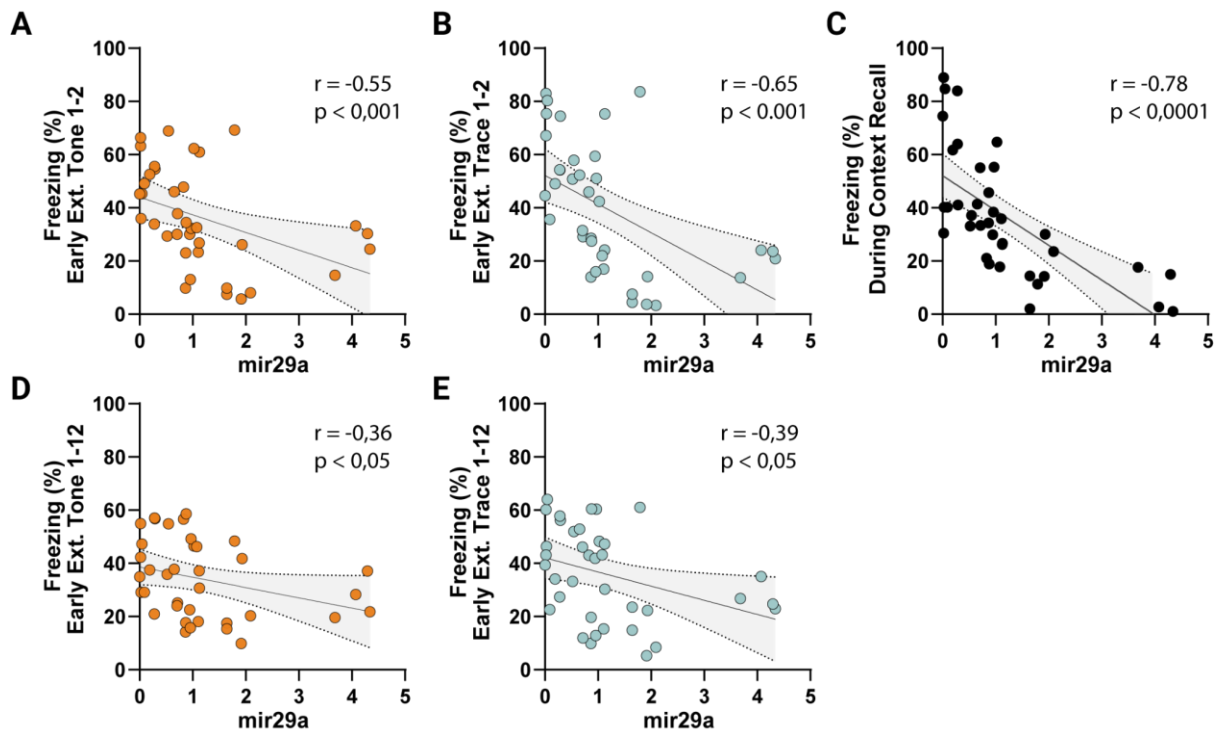 A
Freezing (%)
Early Ext. Tone 1-2
100
80
60
40
20
0
r = -0.55
p < 0,001
0 1 2 3 4 5
mir29a
B
Freezing (%)
Early Ext. Trace 1-2
100
80
60
40
20
0
r = -0.65
p < 0.001
0 1 2 3 4 5
mir29a
C
Freezing (%)
During Context Recall
100
80
60
40
20
0
r = -0.78
p < 0,0001
0 1 2 3 4 5
mir29a
D
Freezing (%)
Early Ext. Tone 1-12
100
80
60
40
20
0
r = -0,36
p < 0,05
0 1 2 3 4 5
mir29a
E
Freezing (%)
Early Ext. Trace 1-12
100
80
60
40
20
0
r = -0,39
p < 0,05
0 1 2 3 4 5
mir29a